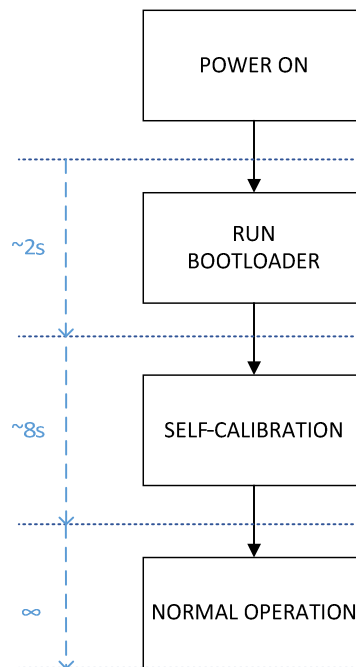 POWER ON
~2s
RUN
BOOTLOADER
~8s
SELF-CALIBRATION
∞
NORMAL OPERATION